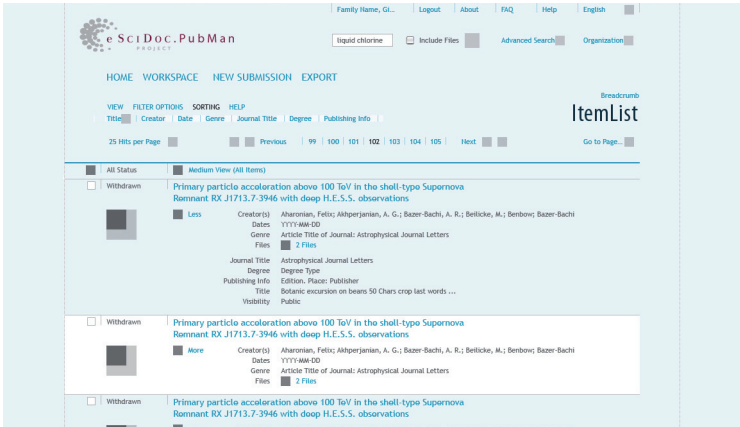 Family Name, Gi... Logout About FAQ Help English
eSciDoc.PubMan
PROJECT
liquid chlorine Include Files Advanced Search Organization
HOME WORKSPACE NEW SUBMISSION EXPORT
Breadcrumb
ItemList
VIEW FILTER OPTIONS SORTING HELP
Title Creator Date Genre Journal Title Degree Publishing Info
25 Hits per Page Previous 99 100 101 102 103 104 105 Next Go to Page...
All Status Medium View (All Items)
Withdrawn Primary particle acceleration above 100 TeV in the shell-type Supernova
Remnant RX J1713.7-3946 with deep H.E.S.S. observations
Less Creator(s) Aharonian, Felix; Akhperjanian, A. G.; Bazer-Bachi, A. R.; Beilicke, M.; Benbow; Bazer-Bachi
Dates YYYY-MM-DD
Genre Article Title of Journal: Astrophysical Journal Letters
Files 2 Files
Journal Title Astrophysical Journal Letters
Degree Degree Type
Publishing Info Edition. Place: Publisher
Title Botanic excursion on beans 50 Chars crop last words ...
Visibility Public
Withdrawn Primary particle acceleration above 100 TeV in the shell-type Supernova
Remnant RX J1713.7-3946 with deep H.E.S.S. observations
More Creator(s) Aharonian, Felix; Akhperjanian, A. G.; Bazer-Bachi, A. R.; Beilicke, M.; Benbow; Bazer-Bachi
Dates YYYY-MM-DD
Genre Article Title of Journal: Astrophysical Journal Letters
Files 2 Files
Withdrawn Primary particle acceleration above 100 TeV in the shell-type Supernova
Remnant RX J1713.7-3946 with deep H.E.S.S. observations